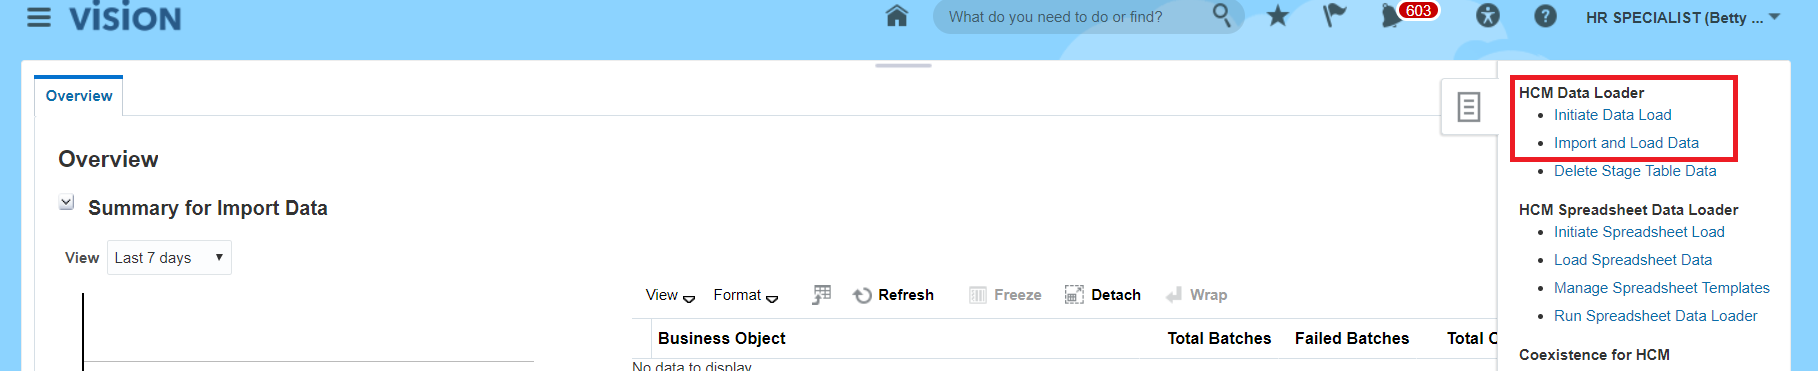 VISION
What do you need to do or find?
603
HR SPECIALIST (Betty ...
Overview
Overview
Summary for Import Data
View Last 7 days
View Format Refresh Freeze Detach Wrap
Business Object Total Batches Failed Batches Total
No data to display
HCM Data Loader
• Initiate Data Load
• Import and Load Data
• Delete Stage Table Data
HCM Spreadsheet Data Loader
• Initiate Spreadsheet Load
• Load Spreadsheet Data
• Manage Spreadsheet Templates
• Run Spreadsheet Data Loader
Coexistence for HCM